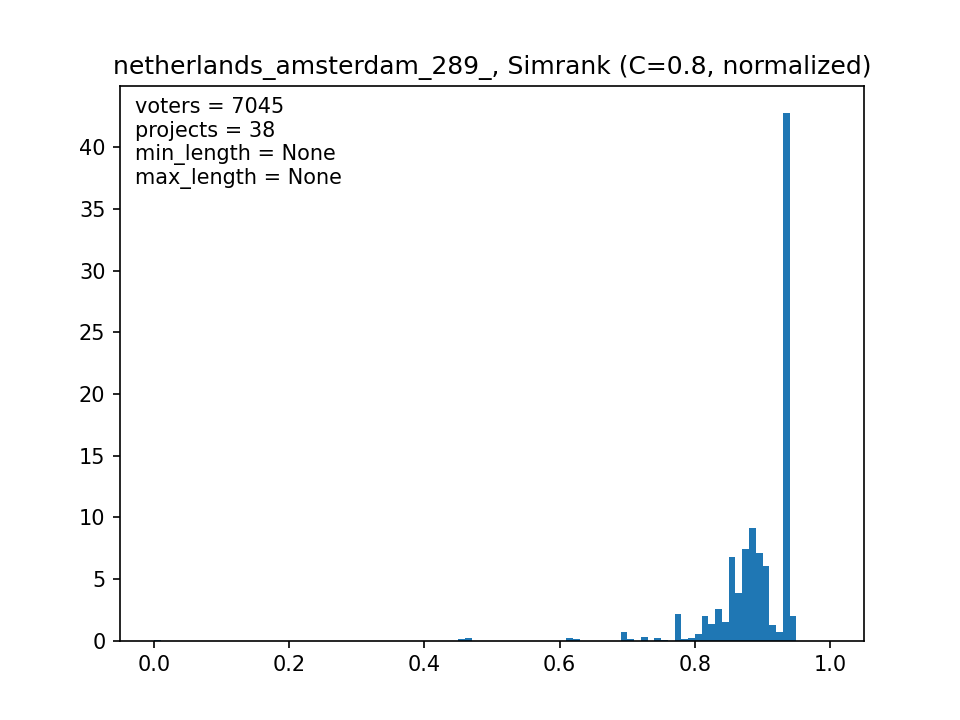 netherlands_amsterdam_289_, Simrank (C=0.8, normalized)
voters = 7045
projects = 38
min_length = None
max_length = None
40
35
30
25
20
15
10
5
0
0.0 0.2 0.4 0.6 0.8 1.0